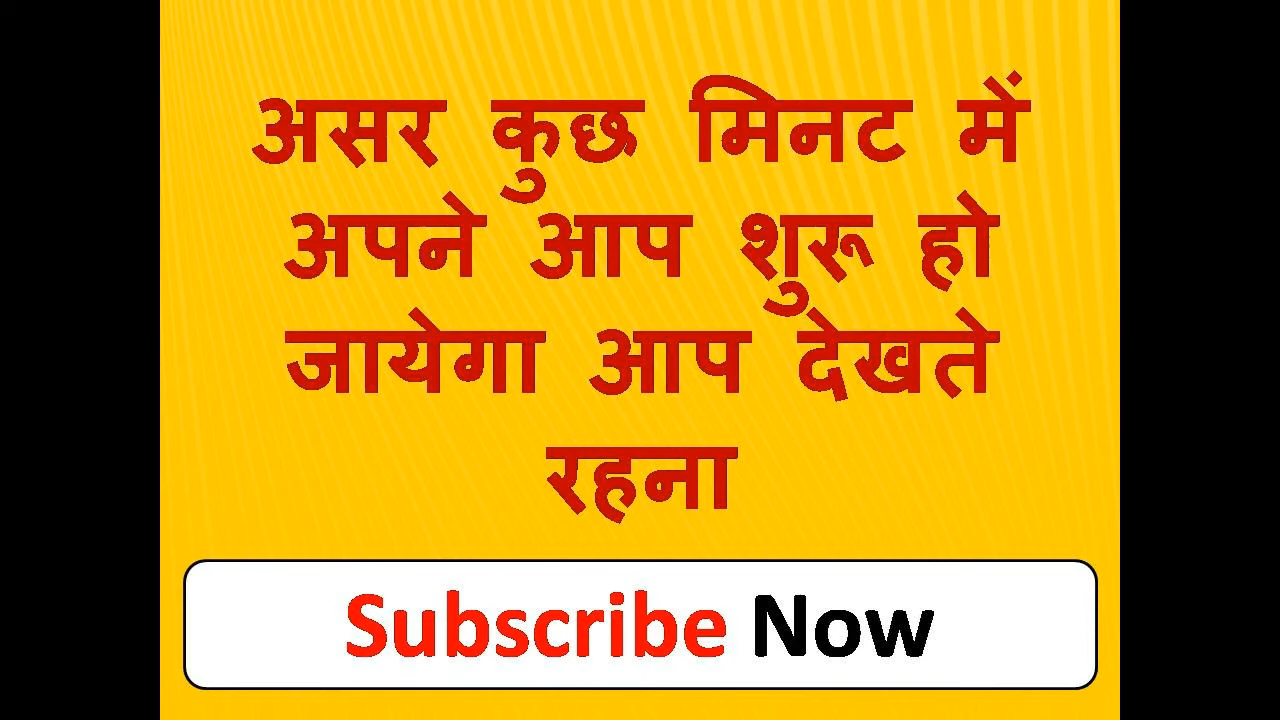 असर कुछ मिनट में
अपने आप शुरू हो
जायेगा आप देखते
रहना
Subscribe Now